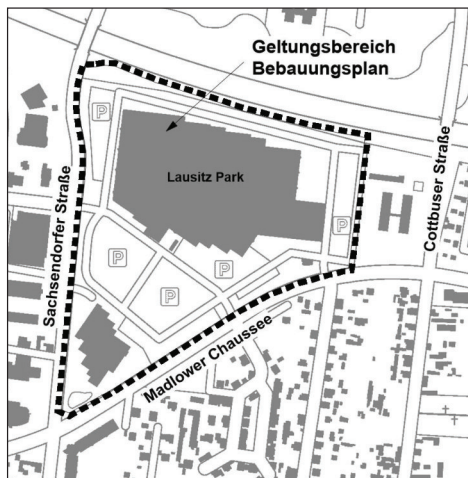 Geltungsbereich
Bebauungsplan
P
Lausitz Park
Sachsendorfer Straße
Cottbuser Straße
P
P
P
P
Madlower Chaussee